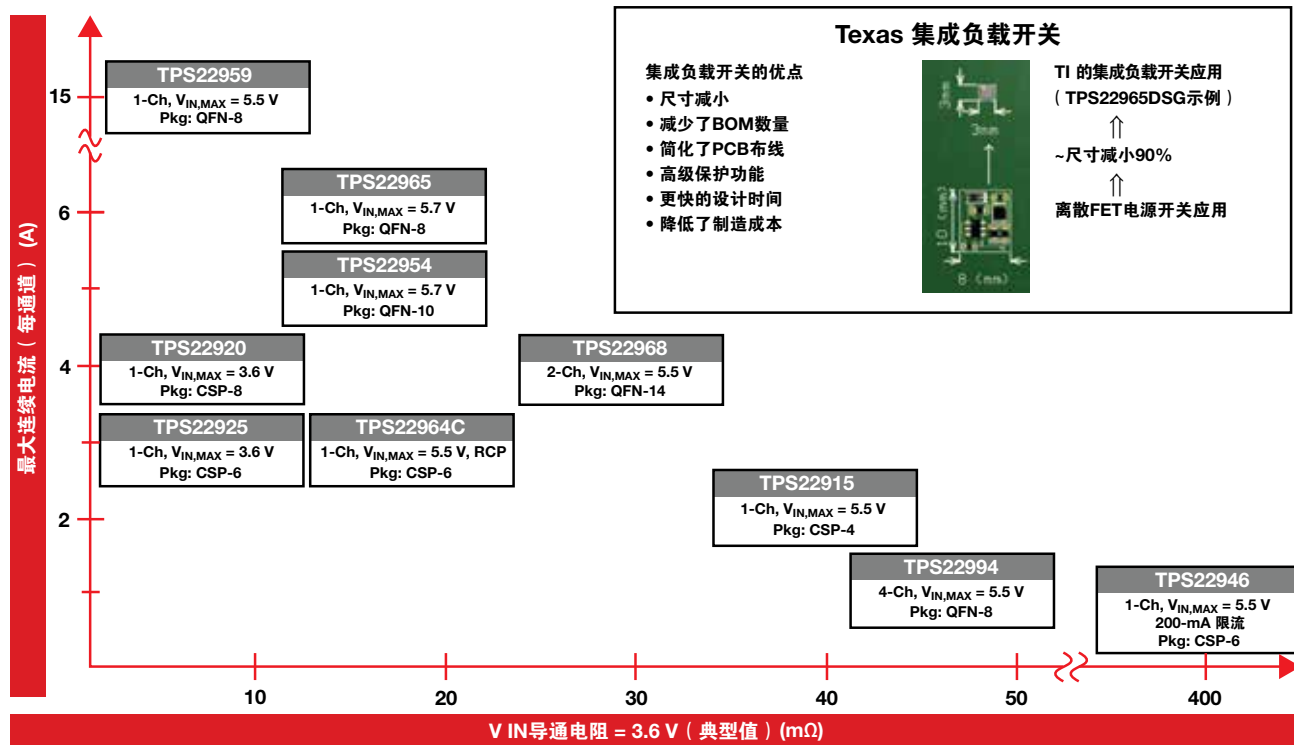 Texas 集成负载开关
集成负载开关的优点
• 尺寸减小
• 减少了BOM数量
• 简化了PCB布线
• 高级保护功能
• 更快的设计时间
• 降低了制造成本
3mm
3mm
10 (mm)
8 (mm)
TI 的集成负载开关应用
（TPS22965DSG示例）
⇑
~尺寸减小90%
⇑
离散FET电源开关应用
最大连续电流（每通道）(A)
15
6
4
2
TPS22959
1-Ch, VIN,MAX = 5.5 V
Pkg: QFN-8
TPS22965
1-Ch, VIN,MAX = 5.7 V
Pkg: QFN-8
TPS22954
1-Ch, VIN,MAX = 5.7 V
Pkg: QFN-10
TPS22920
1-Ch, VIN,MAX = 3.6 V
Pkg: CSP-8
TPS22968
2-Ch, VIN,MAX = 5.5 V
Pkg: QFN-14
TPS22925
1-Ch, VIN,MAX = 3.6 V
Pkg: CSP-6
TPS22964C
1-Ch, VIN,MAX = 5.5 V, RCP
Pkg: CSP-6
TPS22915
1-Ch, VIN,MAX = 5.5 V
Pkg: CSP-4
TPS22994
4-Ch, VIN,MAX = 5.5 V
Pkg: QFN-8
TPS22946
1-Ch, VIN,MAX = 5.5 V
200-mA 限流
Pkg: CSP-6
10
20
30
40
50
400
V IN导通电阻 = 3.6 V（典型值）(mΩ)